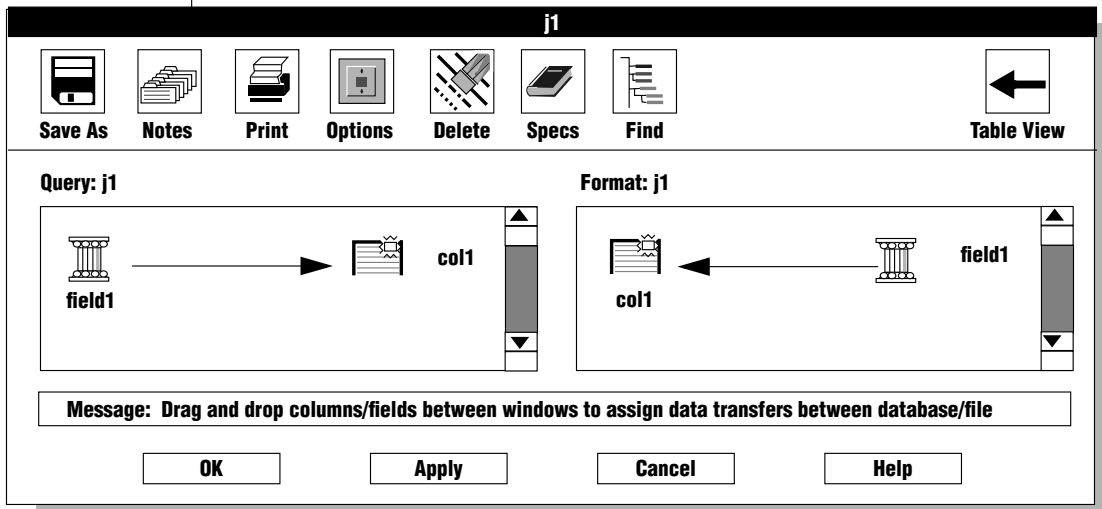 j1
Save As Notes Print Options Delete Specs Find Table View
Query: j1 Format: j1
col1 field1
field1 col1
Message: Drag and drop columns/fields between windows to assign data transfers between database/file
OK Apply Cancel Help